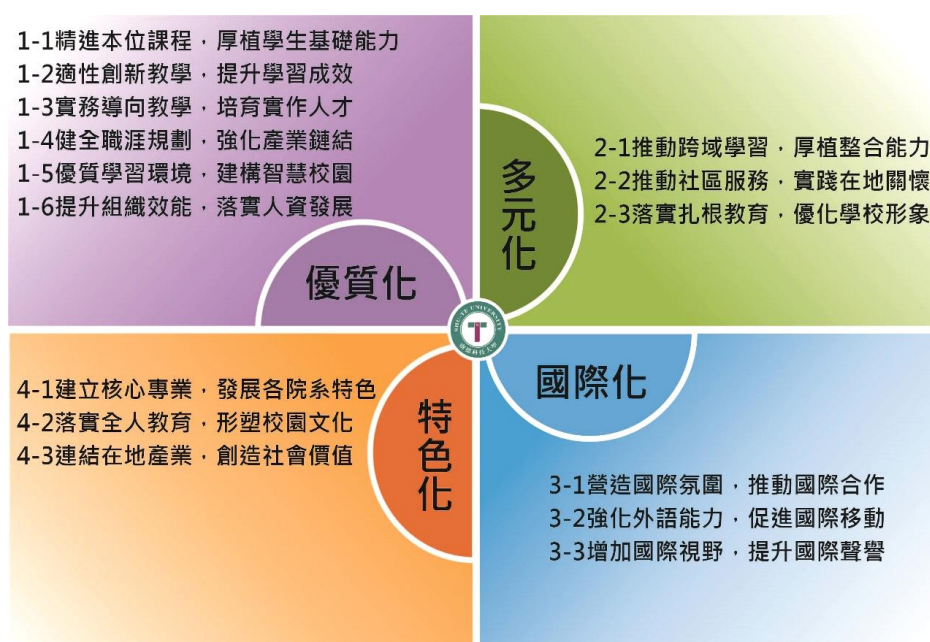 1-1精進本位課程，厚植學生基礎能力
1-2適性創新教學，提升學習成效
1-3實務導向教學，培育實作人才
1-4健全職涯規劃，強化產業鏈結
1-5優質學習環境，建構智慧校園
1-6提升組織效能，落實人資發展
優質化
多元化
2-1推動跨域學習，厚植整合能力
2-2推動社區服務，實踐在地關懷
2-3落實扎根教育，優化學校形象
SHU-TE UNIVERSITY
樹德科技大學
4-1建立核心專業，發展各院系特色
4-2落實全人教育，形塑校園文化
4-3連結在地產業，創造社會價值
特色化
國際化
3-1營造國際氛圍，推動國際合作
3-2強化外語能力，促進國際移動
3-3增加國際視野，提升國際聲譽